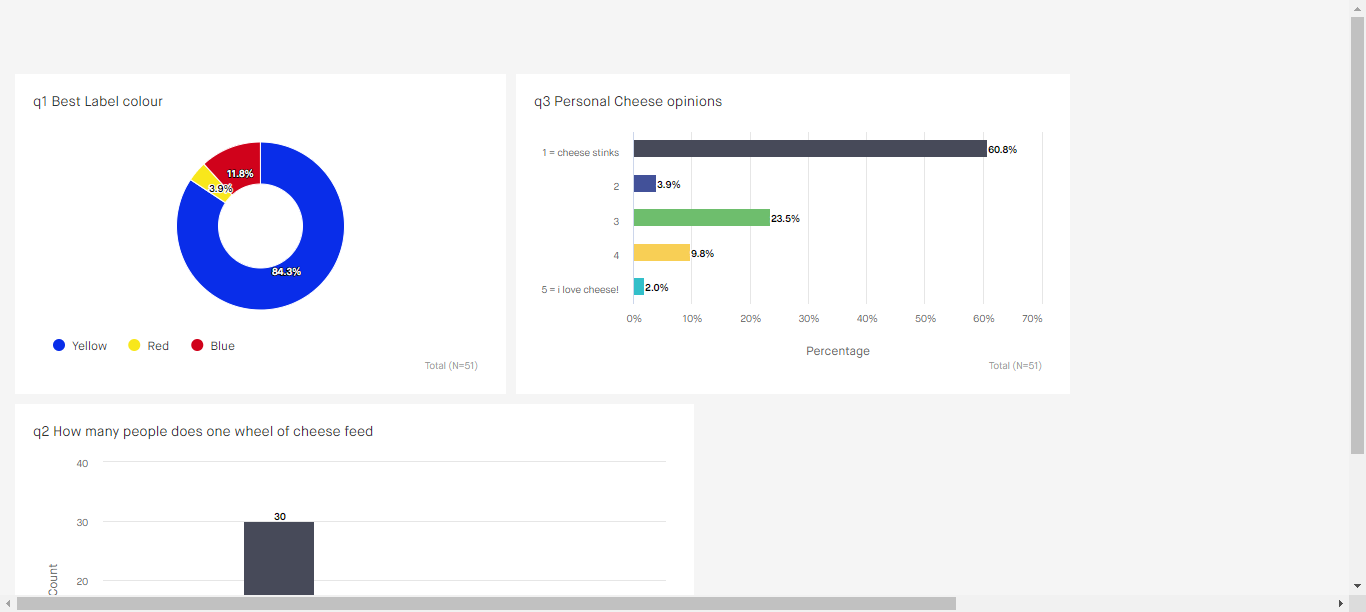 q1 Best Label colour
11.8%
3.9%
84.3%
Yellow
Red
Blue
Total (N=51)
q3 Personal Cheese opinions
1 = cheese stinks
60.8%
2
3.9%
3
23.5%
4
9.8%
5 = i love cheese!
2.0%
0% 10% 20% 30% 40% 50% 60% 70%
Percentage
Total (N=51)
q2 How many people does one wheel of cheese feed
40
30
30
20
Count